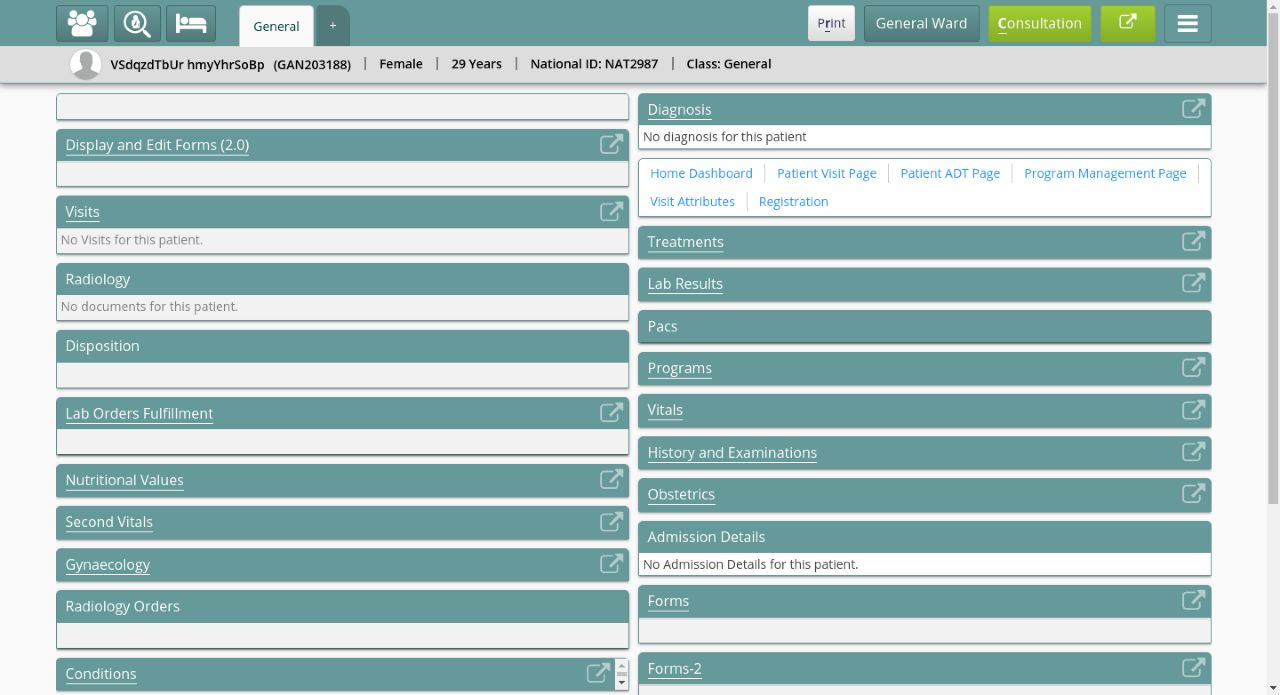 General
+
Print
General Ward
Consultation
VSdqzdTbUr hmyYhrSoBp (GAN203188) | Female | 29 Years | National ID: NAT2987 | Class: General
Display and Edit Forms (2.0)
Visits
No Visits for this patient.
Radiology
No documents for this patient.
Disposition
Lab Orders Fulfillment
Nutritional Values
Second Vitals
Gynaecology
Radiology Orders
Conditions
Diagnosis
No diagnosis for this patient
Home Dashboard | Patient Visit Page | Patient ADT Page | Program Management Page |
Visit Attributes | Registration
Treatments
Lab Results
Pacs
Programs
Vitals
History and Examinations
Obstetrics
Admission Details
No Admission Details for this patient.
Forms
Forms-2